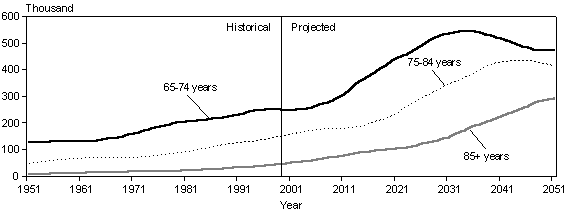 Thousand
600
500
400
300
200
100
0
Historical Projected
65-74 years
75-84 years
85+ years
1951 1961 1971 1981 1991 2001 2011 2021 2031 2041 2051
Year